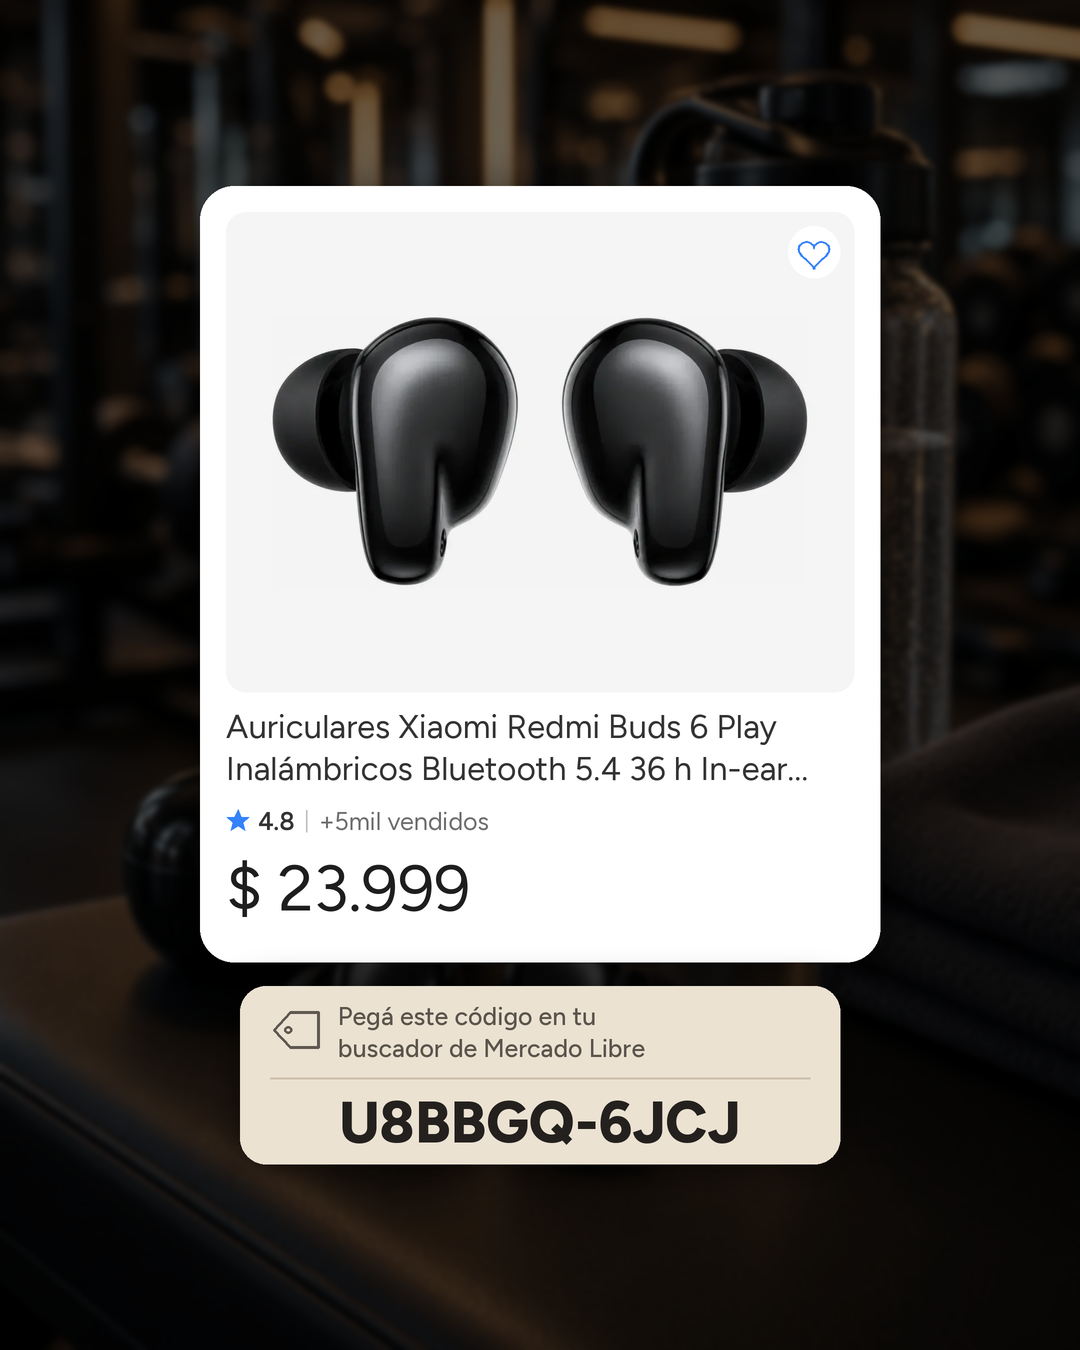 Auriculares Xiaomi Redmi Buds 6 Play
Inalámbricos Bluetooth 5.4 36 h In-ear...
4.8 | +5mil vendidos
$ 23.999
Pegá este código en tu
buscador de Mercado Libre
U8BBGQ-6JCJ